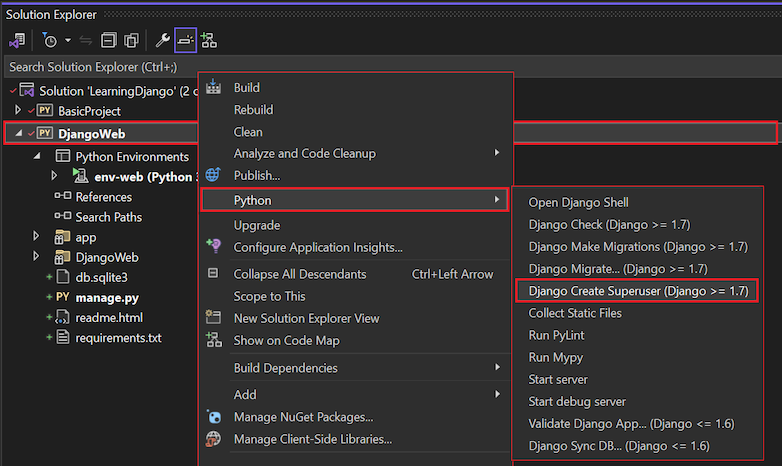 Solution Explorer
Search Solution Explorer (Ctrl+;)
Solution 'LearningDjango' (2 o
BasicProject
PY DjangoWeb
Python Environments
env-web (Python 3
References
Search Paths
app
DjangoWeb
db.sqlite3
PY manage.py
readme.html
requirements.txt
Build
Rebuild
Clean
Analyze and Code Cleanup
Publish...
Python
Upgrade
Configure Application Insights...
Collapse All Descendants Ctrl+Left Arrow
Scope to This
New Solution Explorer View
Show on Code Map
Build Dependencies
Add
Manage NuGet Packages...
Manage Client-Side Libraries...
Open Django Shell
Django Check (Django >= 1.7)
Django Make Migrations (Django >= 1.7)
Django Migrate... (Django >= 1.7)
Django Create Superuser (Django >= 1.7)
Collect Static Files
Run PyLint
Run Mypy
Start server
Start debug server
Validate Django App... (Django <= 1.6)
Django Sync DB... (Django <= 1.6)